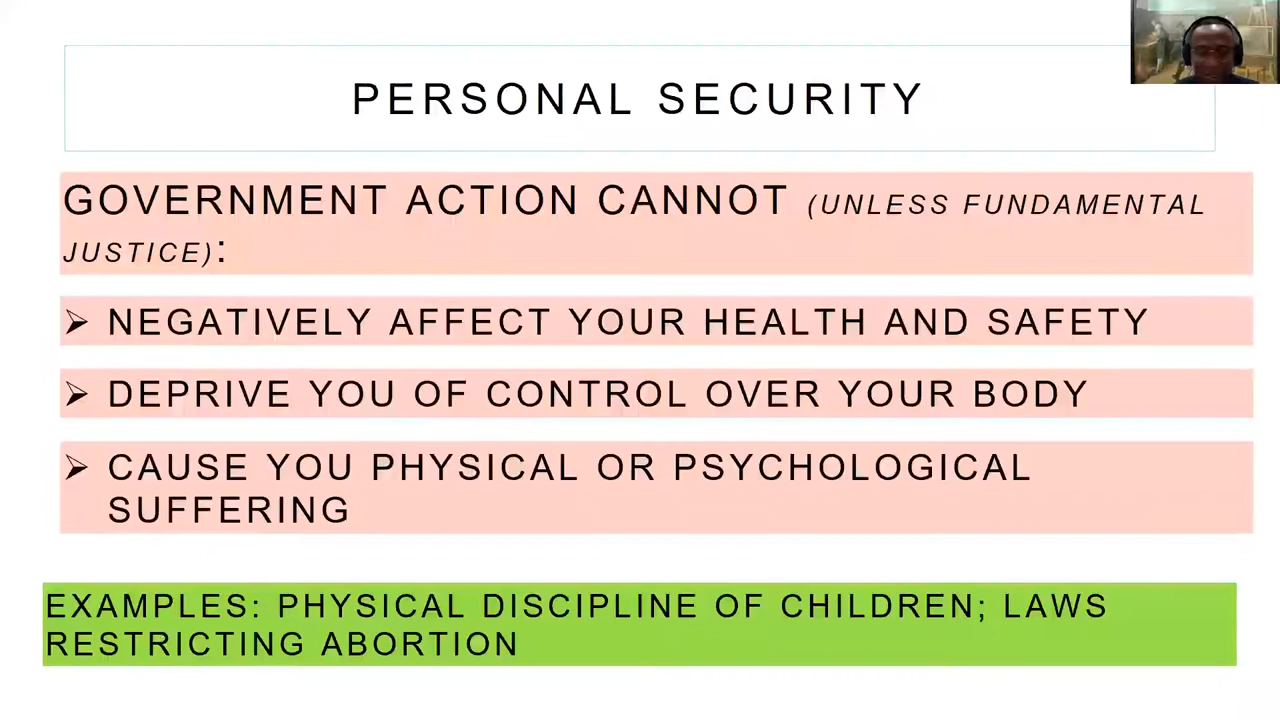 PERSONAL SECURITY
GOVERNMENT ACTION CANNOT (UNLESS FUNDAMENTAL
JUSTICE):
➢ NEGATIVELY AFFECT YOUR HEALTH AND SAFETY
➢ DEPRIVE YOU OF CONTROL OVER YOUR BODY
➢ CAUSE YOU PHYSICAL OR PSYCHOLOGICAL
SUFFERING
EXAMPLES: PHYSICAL DISCIPLINE OF CHILDREN; LAWS
RESTRICTING ABORTION